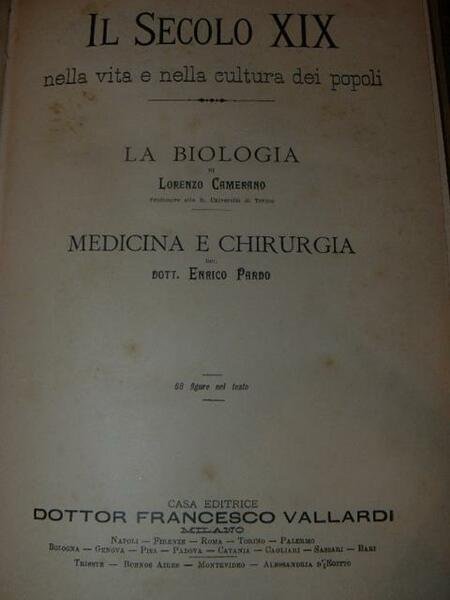 IL SECOLO XIX
nella vita e nella cultura dei popoli
LA BIOLOGIA
DI
LORENZO CAMERANO
Professore alla R. Università di Torino
MEDICINA E CHIRURGIA
DEL
DOTT. ENRICO PARDO
68 figure nel testo
CASA EDITRICE
DOTTOR FRANCESCO VALLARDI
MILANO
NAPOLI — FIRENZE — ROMA — TORINO — PALERMO
BOLOGNA — GENOVA — PISA — PADOVA — CATANIA — CAGLIARI — SASSARI — BARI
TRIESTE — BUENOS AIRES — MONTEVIDEO — ALESSANDRIA D'EGITTO